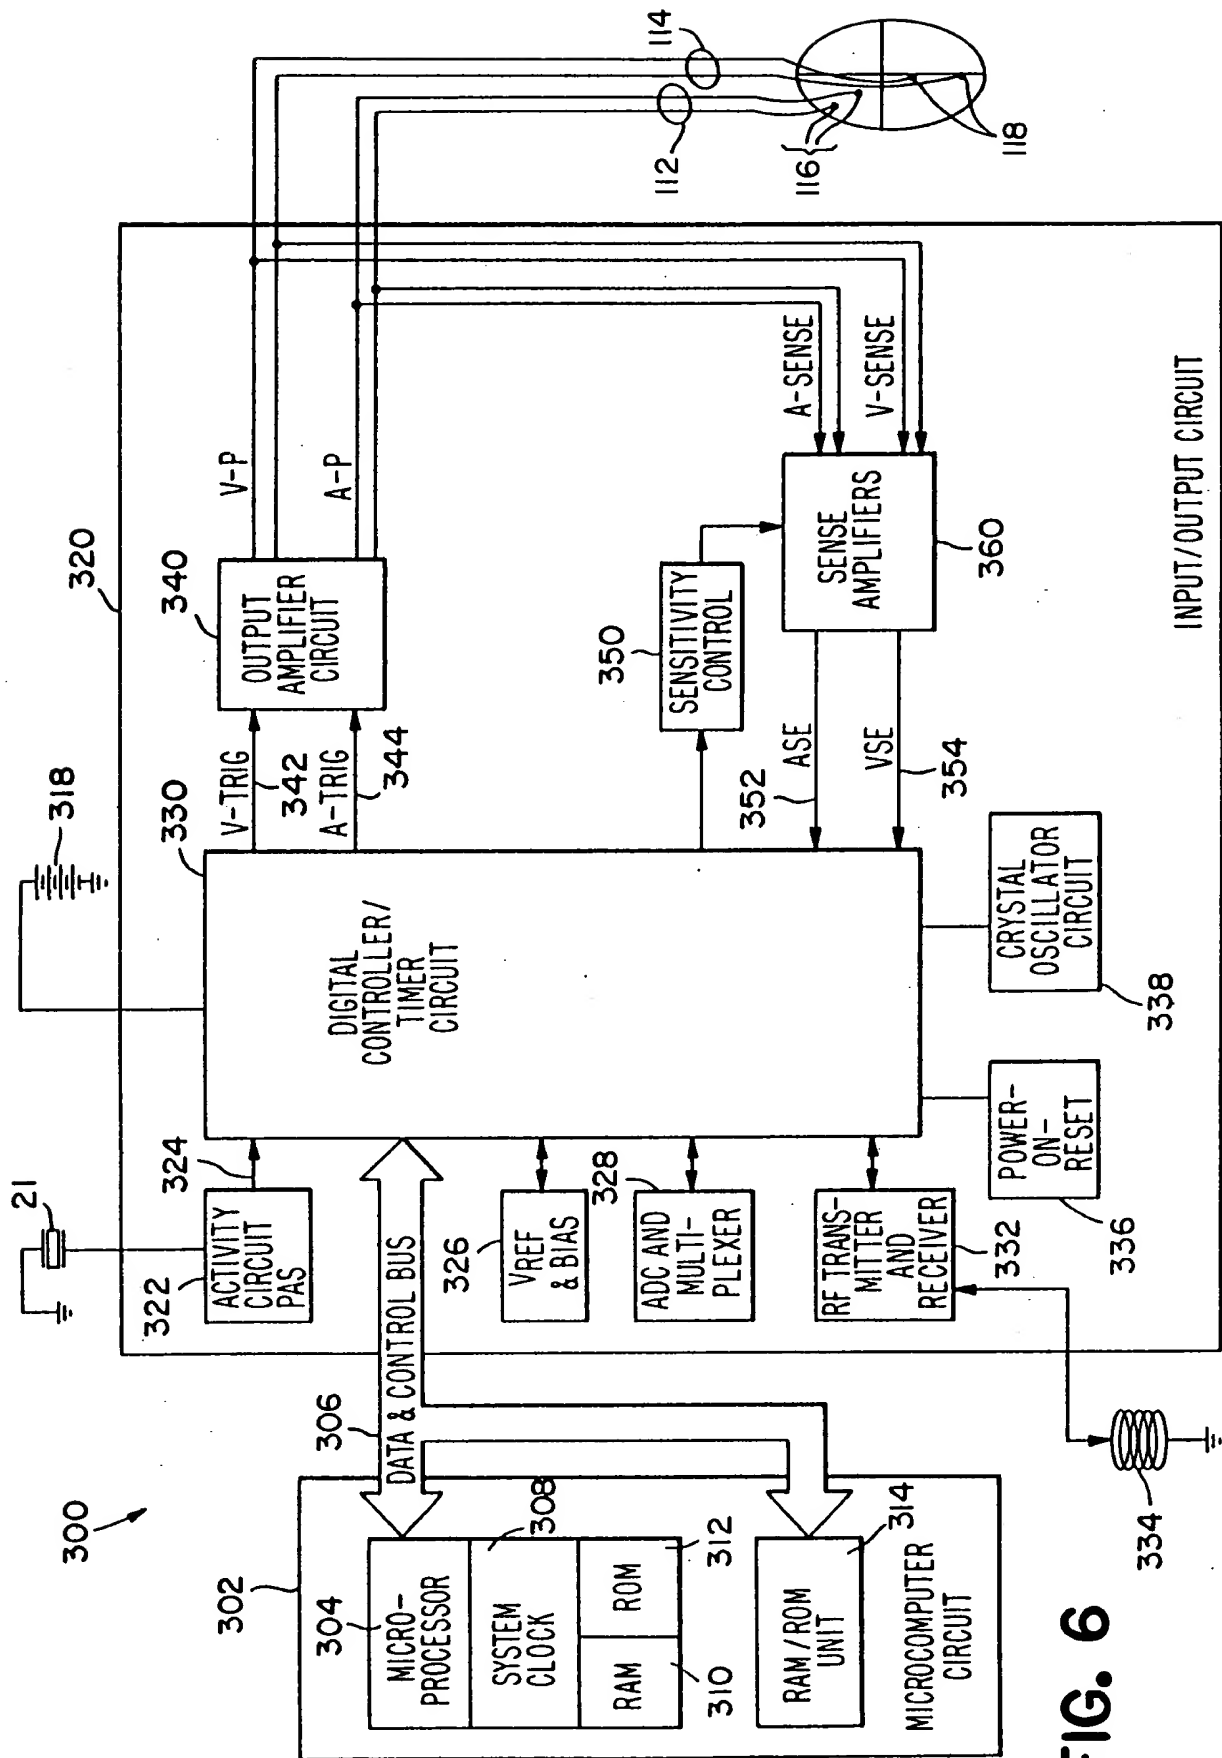 300
302
304
MICRO-
PROCESSOR
SYSTEM
CLOCK
308
RAM
ROM
310
312
RAM/ROM
UNIT
314
MICROCOMPUTER
CIRCUIT
306
DATA & CONTROL BUS
21
322
ACTIVITY
CIRCUIT
PAS
324
326
VREF
& BIAS
328
ADC AND
MULTI-
PLEXER
RF TRANS-
MITTER
AND
RECEIVER
332
334
POWER-
ON-
RESET
336
CRYSTAL
OSCILLATOR
CIRCUIT
338
330
DIGITAL
CONTROLLER/
TIMER
CIRCUIT
318
320
V-TRIG
342
A-TRIG
344
340
OUTPUT
AMPLIFIER
CIRCUIT
V-P
A-P
350
SENSITIVITY
CONTROL
352
ASE
VSE
354
SENSE
AMPLIFIERS
360
A-SENSE
V-SENSE
INPUT/OUTPUT CIRCUIT
112
114
116
118
FIG. 6